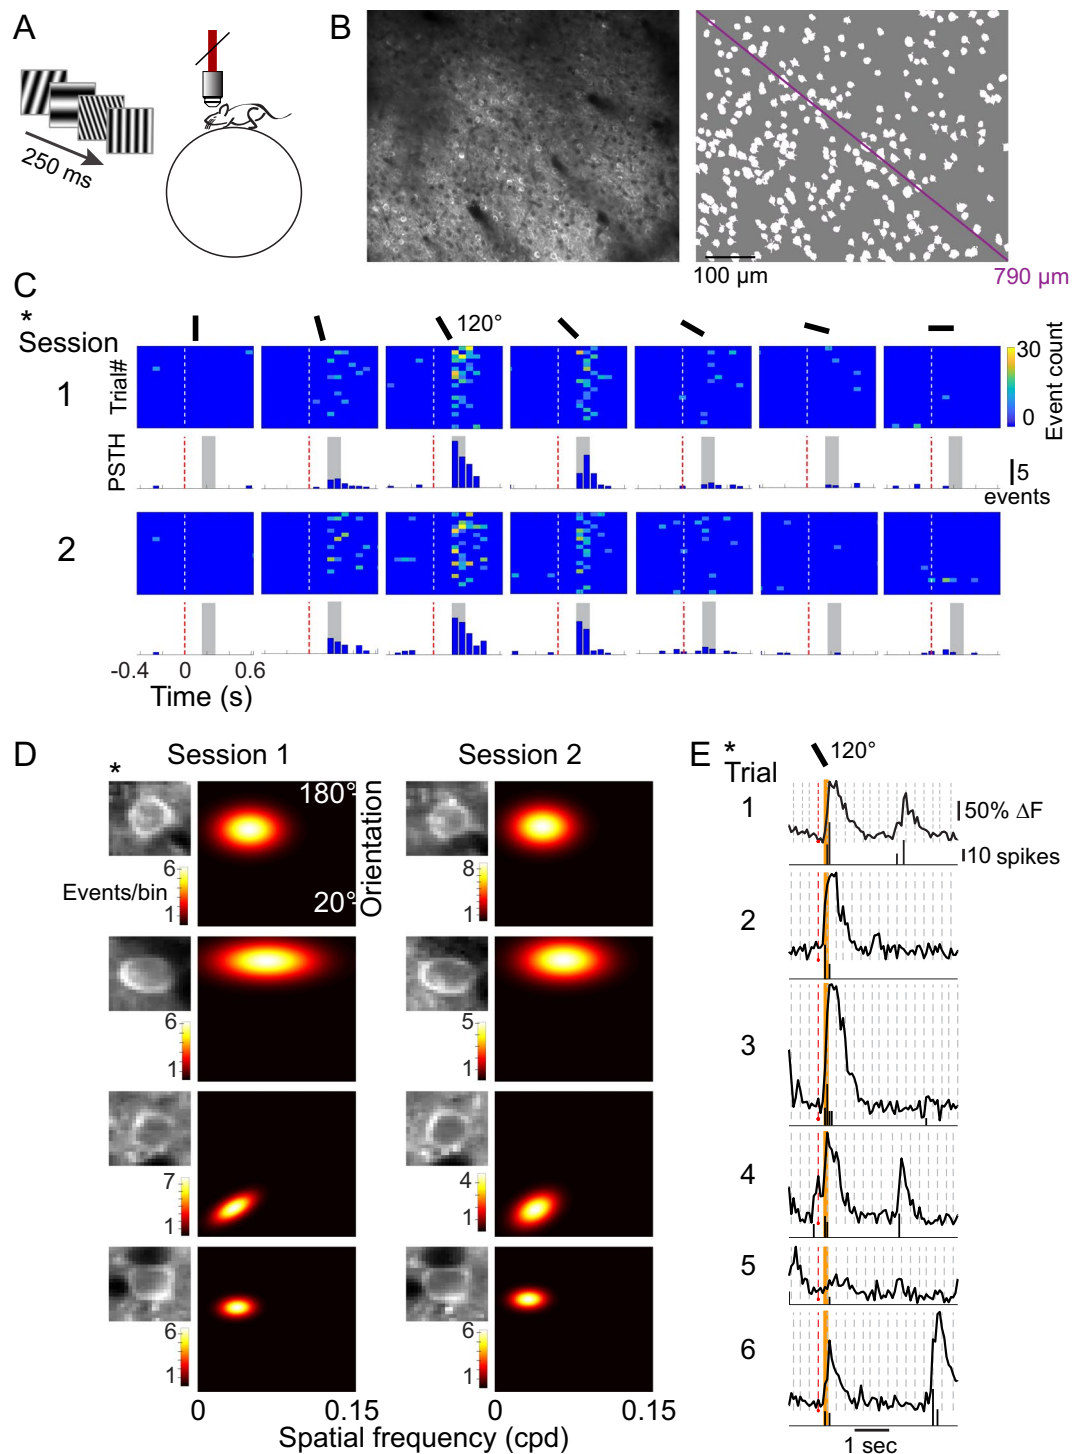 A
250 ms
B
100 µm
790 µm
C
*
Session
120°
1
Trial#
30
0
Event count
PSTH
5
events
2
-0.4 0 0.6
Time (s)
D
Session 1
Session 2
*
180°
20°
Orientation
6
1
Events/bin
8
1
6
1
5
1
7
1
4
1
6
1
6
1
0 0.15
0 0.15
Spatial frequency (cpd)
E
*
Trial
120°
1
50% ΔF
10 spikes
2
3
4
5
6
1 sec